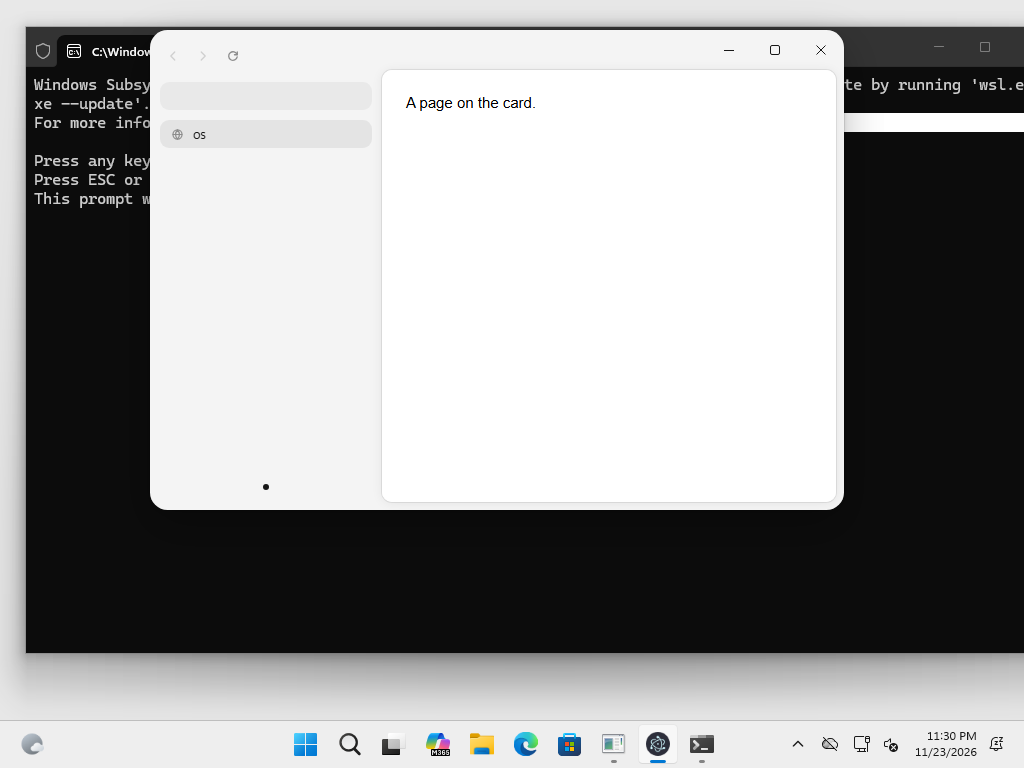 C:\Window
Windows Subsy
te by running 'wsl.e
xe --update'.
For more info
Press any key
Press ESC or
This prompt w
os
A page on the card.
M365
11:30 PM
11/23/2026